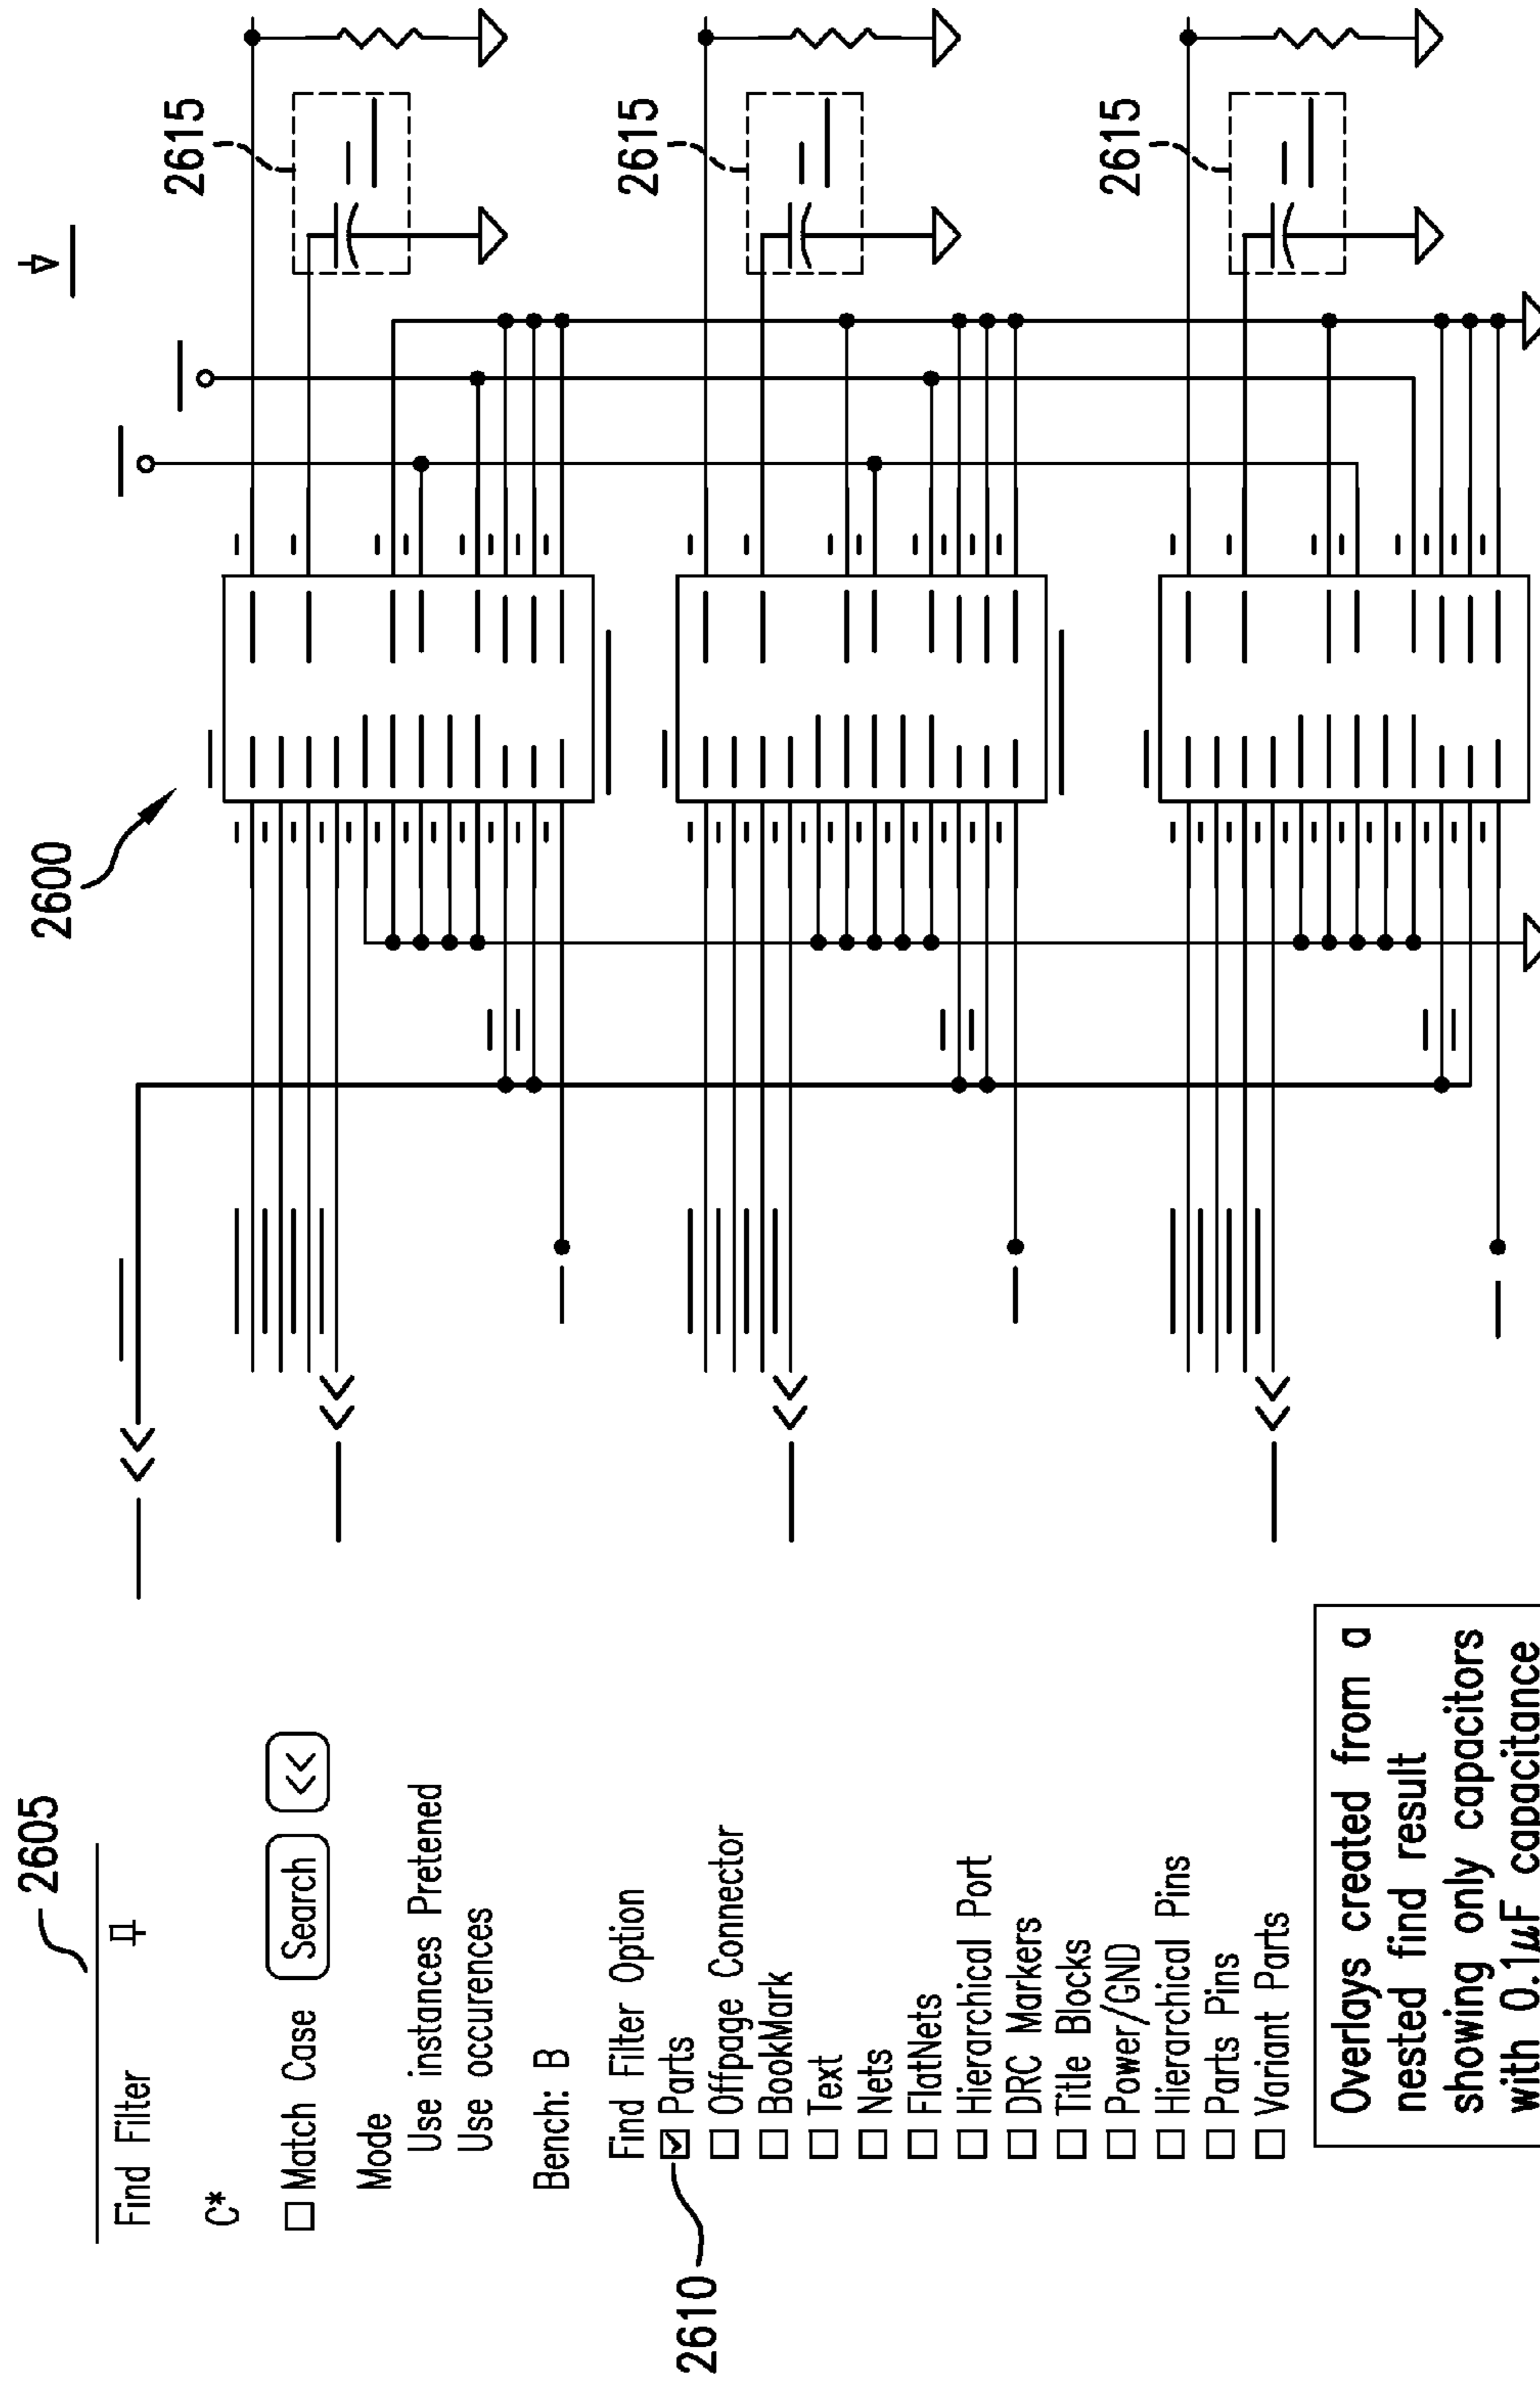 2605
Find Filter
C*
Match Case
Search
<<
Mode
Use instances Pretened
Use occurences
Bench: B
Find Filter Option
2610
Parts
Offpage Connector
BookMark
Text
Nets
FlatNets
Hierarchical Port
DRC Markers
Title Blocks
Power/GND
Hierarchical Pins
Parts Pins
Variant Parts
Overlays created from a
nested find result
showing only capacitors
with 0.1µF capacitance
2600
2615
2615
2615